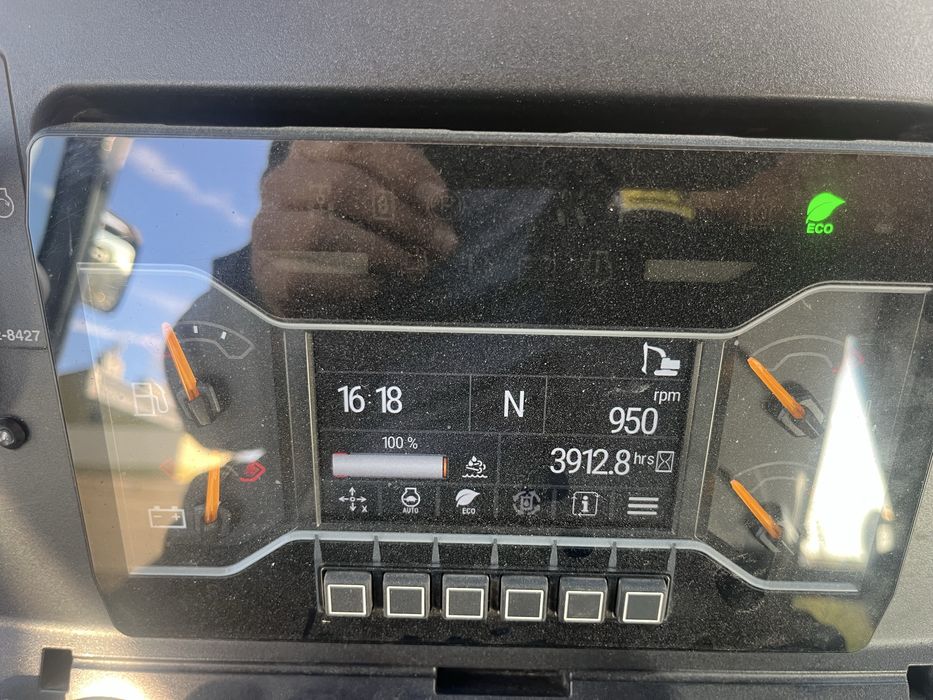 ECO
-8427
16:18
N
rpm
950
100 %
3912.8 hrs
x
AUTO
ECO
i